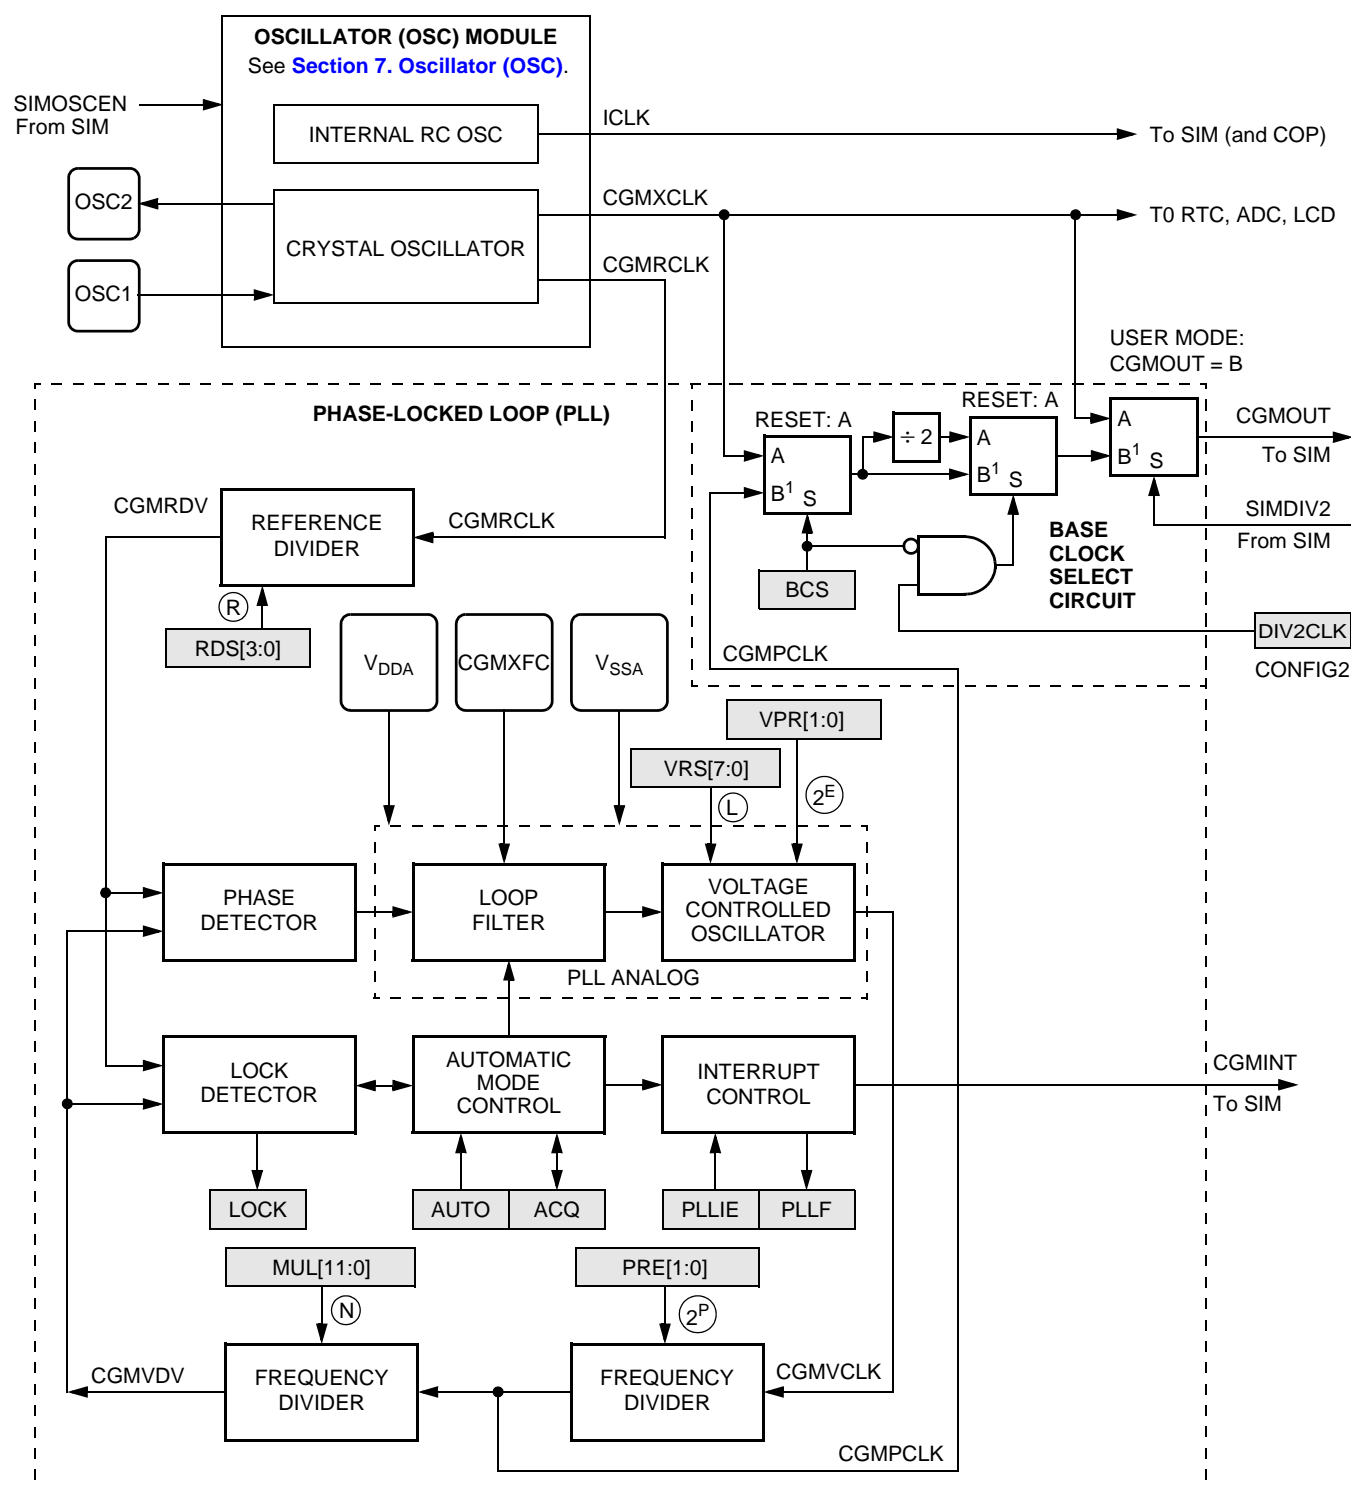 OSCILLATOR (OSC) MODULE
See Section 7. Oscillator (OSC).
SIMOSCEN
From SIM
INTERNAL RC OSC
ICLK
To SIM (and COP)
OSC2
CRYSTAL OSCILLATOR
CGMXCLK
T0 RTC, ADC, LCD
OSC1
CGMRCLK
USER MODE:
CGMOUT = B
PHASE-LOCKED LOOP (PLL)
RESET: A
÷ 2
RESET: A
A
B1 S
A
B1 S
A
B1 S
CGMOUT
To SIM
SIMDIV2
From SIM
CGMRDV
REFERENCE
DIVIDER
CGMRCLK
BCS
BASE
CLOCK
SELECT
CIRCUIT
R
RDS[3:0]
DIV2CLK
CONFIG2
VDDA
CGMXFC
VSSA
CGMPCLK
VPR[1:0]
VRS[7:0]
L
2E
PHASE
DETECTOR
LOOP
FILTER
VOLTAGE
CONTROLLED
OSCILLATOR
PLL ANALOG
LOCK
DETECTOR
AUTOMATIC
MODE
CONTROL
INTERRUPT
CONTROL
CGMINT
To SIM
LOCK
AUTO
ACQ
PLLIE
PLLF
MUL[11:0]
PRE[1:0]
N
2P
CGMVDV
FREQUENCY
DIVIDER
FREQUENCY
DIVIDER
CGMVCLK
CGMPCLK